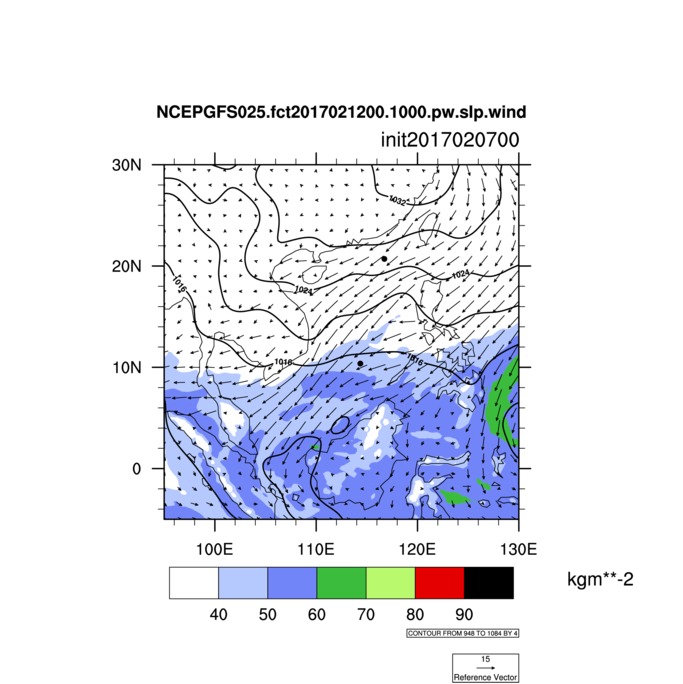 NCEPGFS025.fct2017021200.1000.pw.slp.wind
init2017020700
30N
20N
10N
0
1032
1024
1024
1016
1016
1016
100E
110E
120E
130E
kgm**-2
40
50
60
70
80
90
CONTOUR FROM 948 TO 1084 BY 4
15
Reference Vector